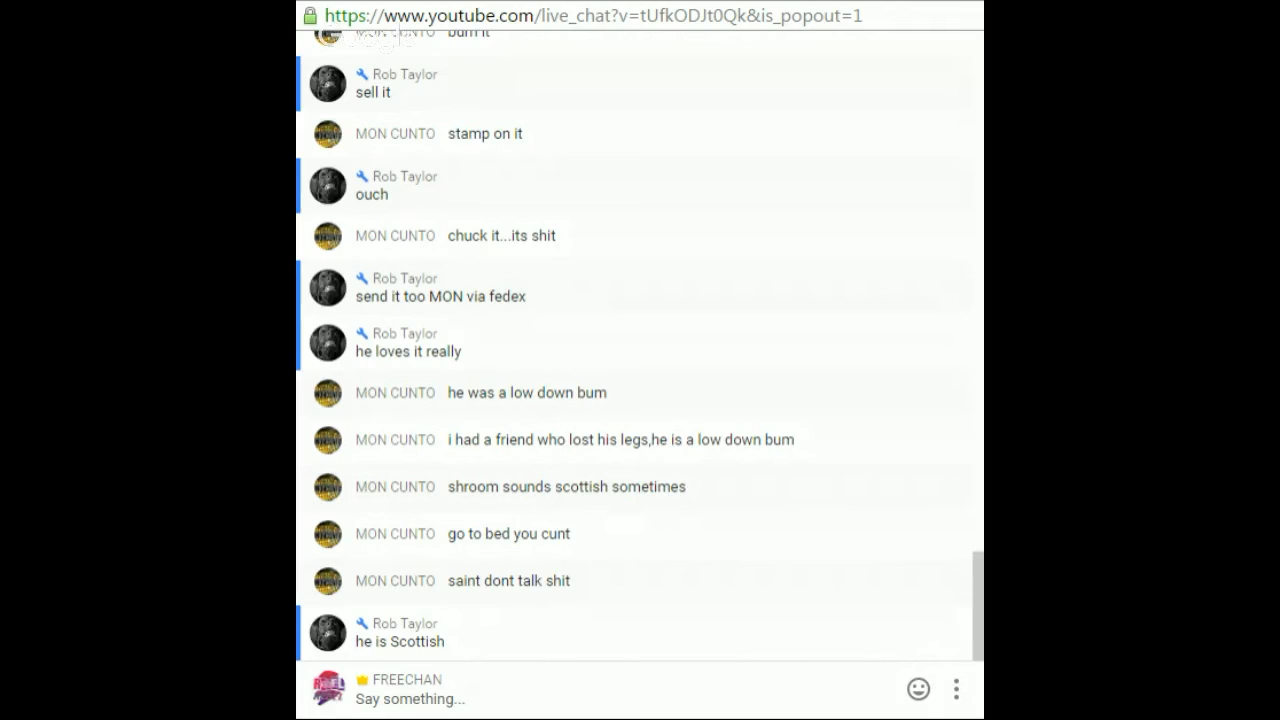 https://www.youtube.com/live_chat?v=tUfkODJt0Qk&is_popout=1
MON CUNTO burn it
Rob Taylor
sell it
MON CUNTO stamp on it
Rob Taylor
ouch
MON CUNTO chuck it...its shit
Rob Taylor
send it too MON via fedex
Rob Taylor
he loves it really
MON CUNTO he was a low down bum
MON CUNTO i had a friend who lost his legs,he is a low down bum
MON CUNTO shroom sounds scottish sometimes
MON CUNTO go to bed you cunt
MON CUNTO saint dont talk shit
Rob Taylor
he is Scottish
FREECHAN
Say something...